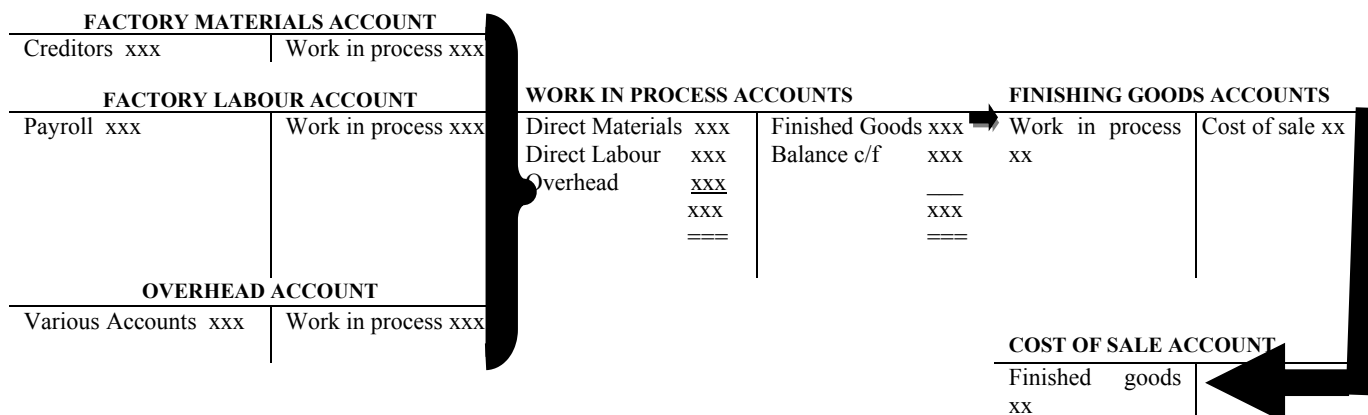 FACTORY MATERIALS ACCOUNT
Creditors xxx
Work in process xxx
FACTORY LABOUR ACCOUNT
Payroll xxx
Work in process xxx
OVERHEAD ACCOUNT
Various Accounts xxx
Work in process xxx
WORK IN PROCESS ACCOUNTS
Direct Materials xxx
Direct Labour xxx
Overhead xxx
xxx
===
Finished Goods xxx
Balance c/f xxx
___
xxx
===
FINISHING GOODS ACCOUNTS
Work in process
xx
Cost of sale xx
COST OF SALE ACCOUNT
Finished goods
xx